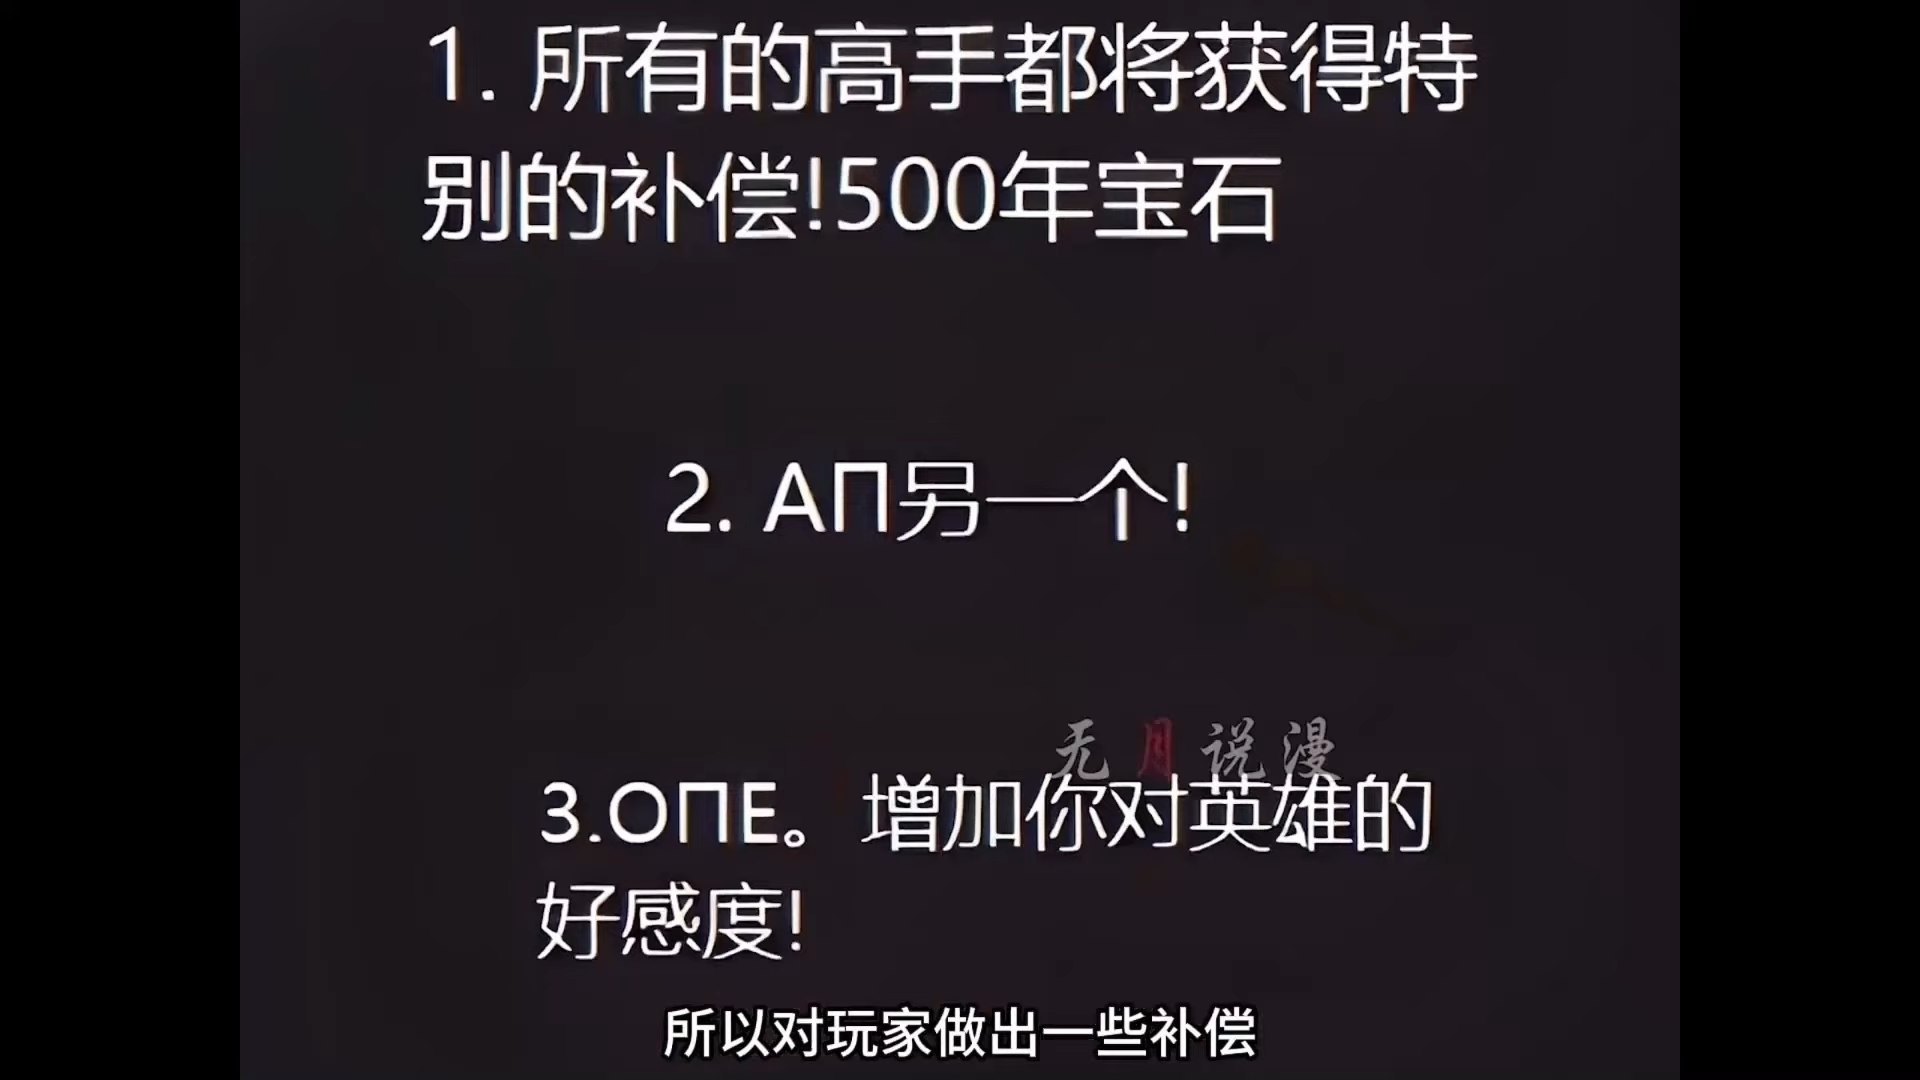 1. 所有的高手都将获得特
别的补偿!500年宝石
2. AП另一个!
无月说漫
3.OПE。增加你对英雄的
好感度!
所以对玩家做出一些补偿